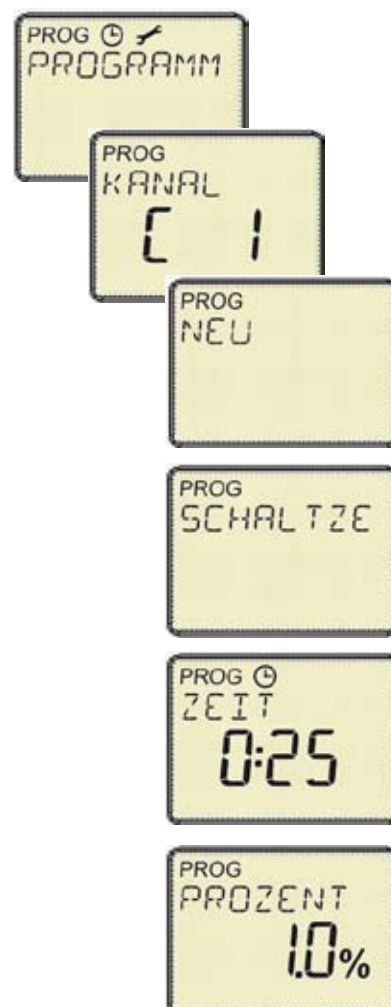 PROG
PROGRAMM
PROG
KANAL
C 1
PROG
NEU
PROG
SCHALTZE
PROG
ZEIT
0:25
PROG
PROZENT
1.0%